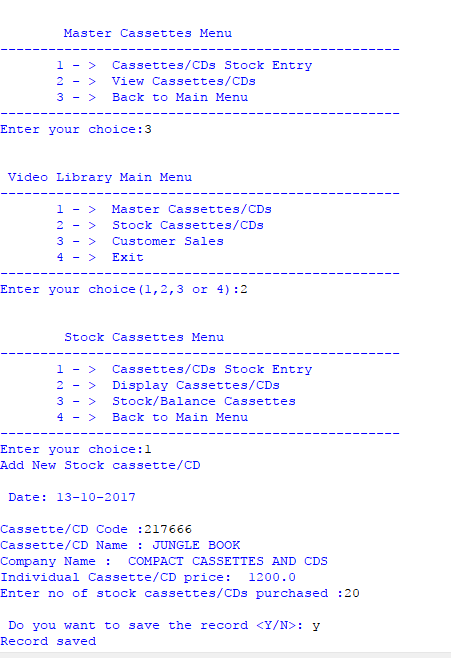 Master Cassettes Menu
--------------------------------------------------
1 - >  Cassettes/CDs Stock Entry
2 - >  View Cassettes/CDs
3 - >  Back to Main Menu
--------------------------------------------------
Enter your choice:3
Video Library Main Menu
--------------------------------------------------
1 - >  Master Cassettes/CDs
2 - >  Stock Cassettes/CDs
3 - >  Customer Sales
4 - >  Exit
--------------------------------------------------
Enter your choice(1,2,3 or 4):2
Stock Cassettes Menu
--------------------------------------------------
1 - >  Cassettes/CDs Stock Entry
2 - >  Display Cassettes/CDs
3 - >  Stock/Balance Cassettes
4 - >  Back to Main Menu
--------------------------------------------------
Enter your choice:1
Add New Stock cassette/CD
Date: 13-10-2017
Cassette/CD Code :217666
Cassette/CD Name : JUNGLE BOOK
Company Name :  COMPACT CASSETTES AND CDS
Individual Cassette/CD price:  1200.0
Enter no of stock cassettes/CDs purchased :20
Do you want to save the record <Y/N>: y
Record saved